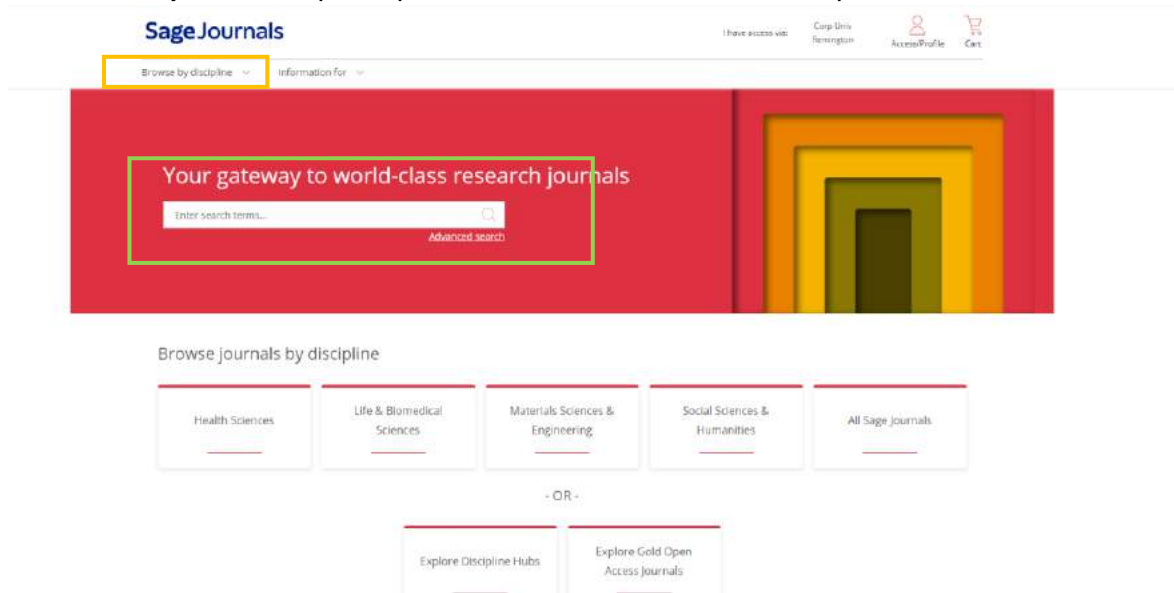 Sage Journals
I have access via:
Corp Univ
Remington
Access/Profile
Cart
Browse by discipline
Information for
Your gateway to world-class research journals
Enter search terms...
Advanced search
Browse journals by discipline
Health Sciences
Life & Biomedical
Sciences
Materials Sciences &
Engineering
Social Sciences &
Humanities
All Sage Journals
- OR -
Explore Discipline Hubs
Explore Gold Open
Access Journals